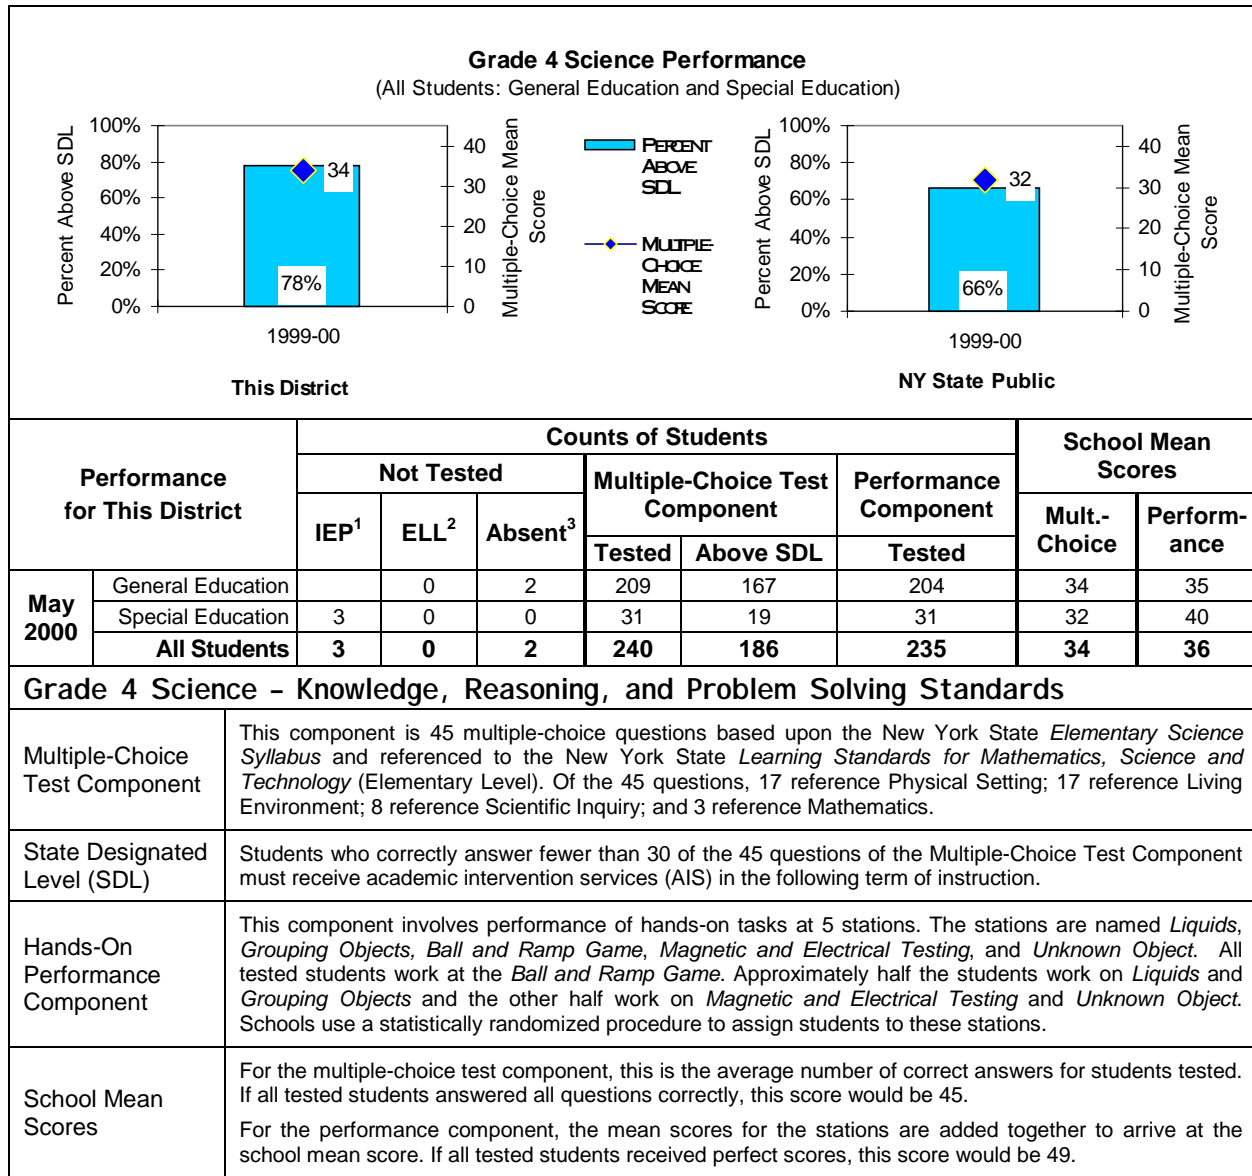 Grade 4 Science Performance
(All Students: General Education and Special Education)
Percent Above SDL
100%
80%
60%
40%
20%
0%
34
78%
1999-00
40
30
20
10
0
Multiple-Choice Mean
Score
This District
PERCENT
ABOVE
SDL
MULTIPLE-
CHOICE
MEAN
SCORE
Percent Above SDL
100%
80%
60%
40%
20%
0%
32
66%
1999-00
40
30
20
10
0
Multiple-Choice Mean
Score
NY State Public
Performance
for This District
Counts of Students
School Mean
Scores
Not Tested
Multiple-Choice Test
Component
Performance
Component
IEP1 ELL2 Absent3
Mult.-
Choice
Perform-
ance
Tested Above SDL Tested
May
2000
General Education 0 2 209 167 204 34 35
Special Education 3 0 0 31 19 31 32 40
All Students 3 0 2 240 186 235 34 36
Grade 4 Science – Knowledge, Reasoning, and Problem Solving Standards
Multiple-Choice
Test Component
This component is 45 multiple-choice questions based upon the New York State Elementary Science
Syllabus and referenced to the New York State Learning Standards for Mathematics, Science and
Technology (Elementary Level). Of the 45 questions, 17 reference Physical Setting; 17 reference Living
Environment; 8 reference Scientific Inquiry; and 3 reference Mathematics.
State Designated
Level (SDL)
Students who correctly answer fewer than 30 of the 45 questions of the Multiple-Choice Test Component
must receive academic intervention services (AIS) in the following term of instruction.
Hands-On
Performance
Component
This component involves performance of hands-on tasks at 5 stations. The stations are named Liquids,
Grouping Objects, Ball and Ramp Game, Magnetic and Electrical Testing, and Unknown Object. All
tested students work at the Ball and Ramp Game. Approximately half the students work on Liquids and
Grouping Objects and the other half work on Magnetic and Electrical Testing and Unknown Object.
Schools use a statistically randomized procedure to assign students to these stations.
School Mean
Scores
For the multiple-choice test component, this is the average number of correct answers for students tested.
If all tested students answered all questions correctly, this score would be 45.
For the performance component, the mean scores for the stations are added together to arrive at the
school mean score. If all tested students received perfect scores, this score would be 49.